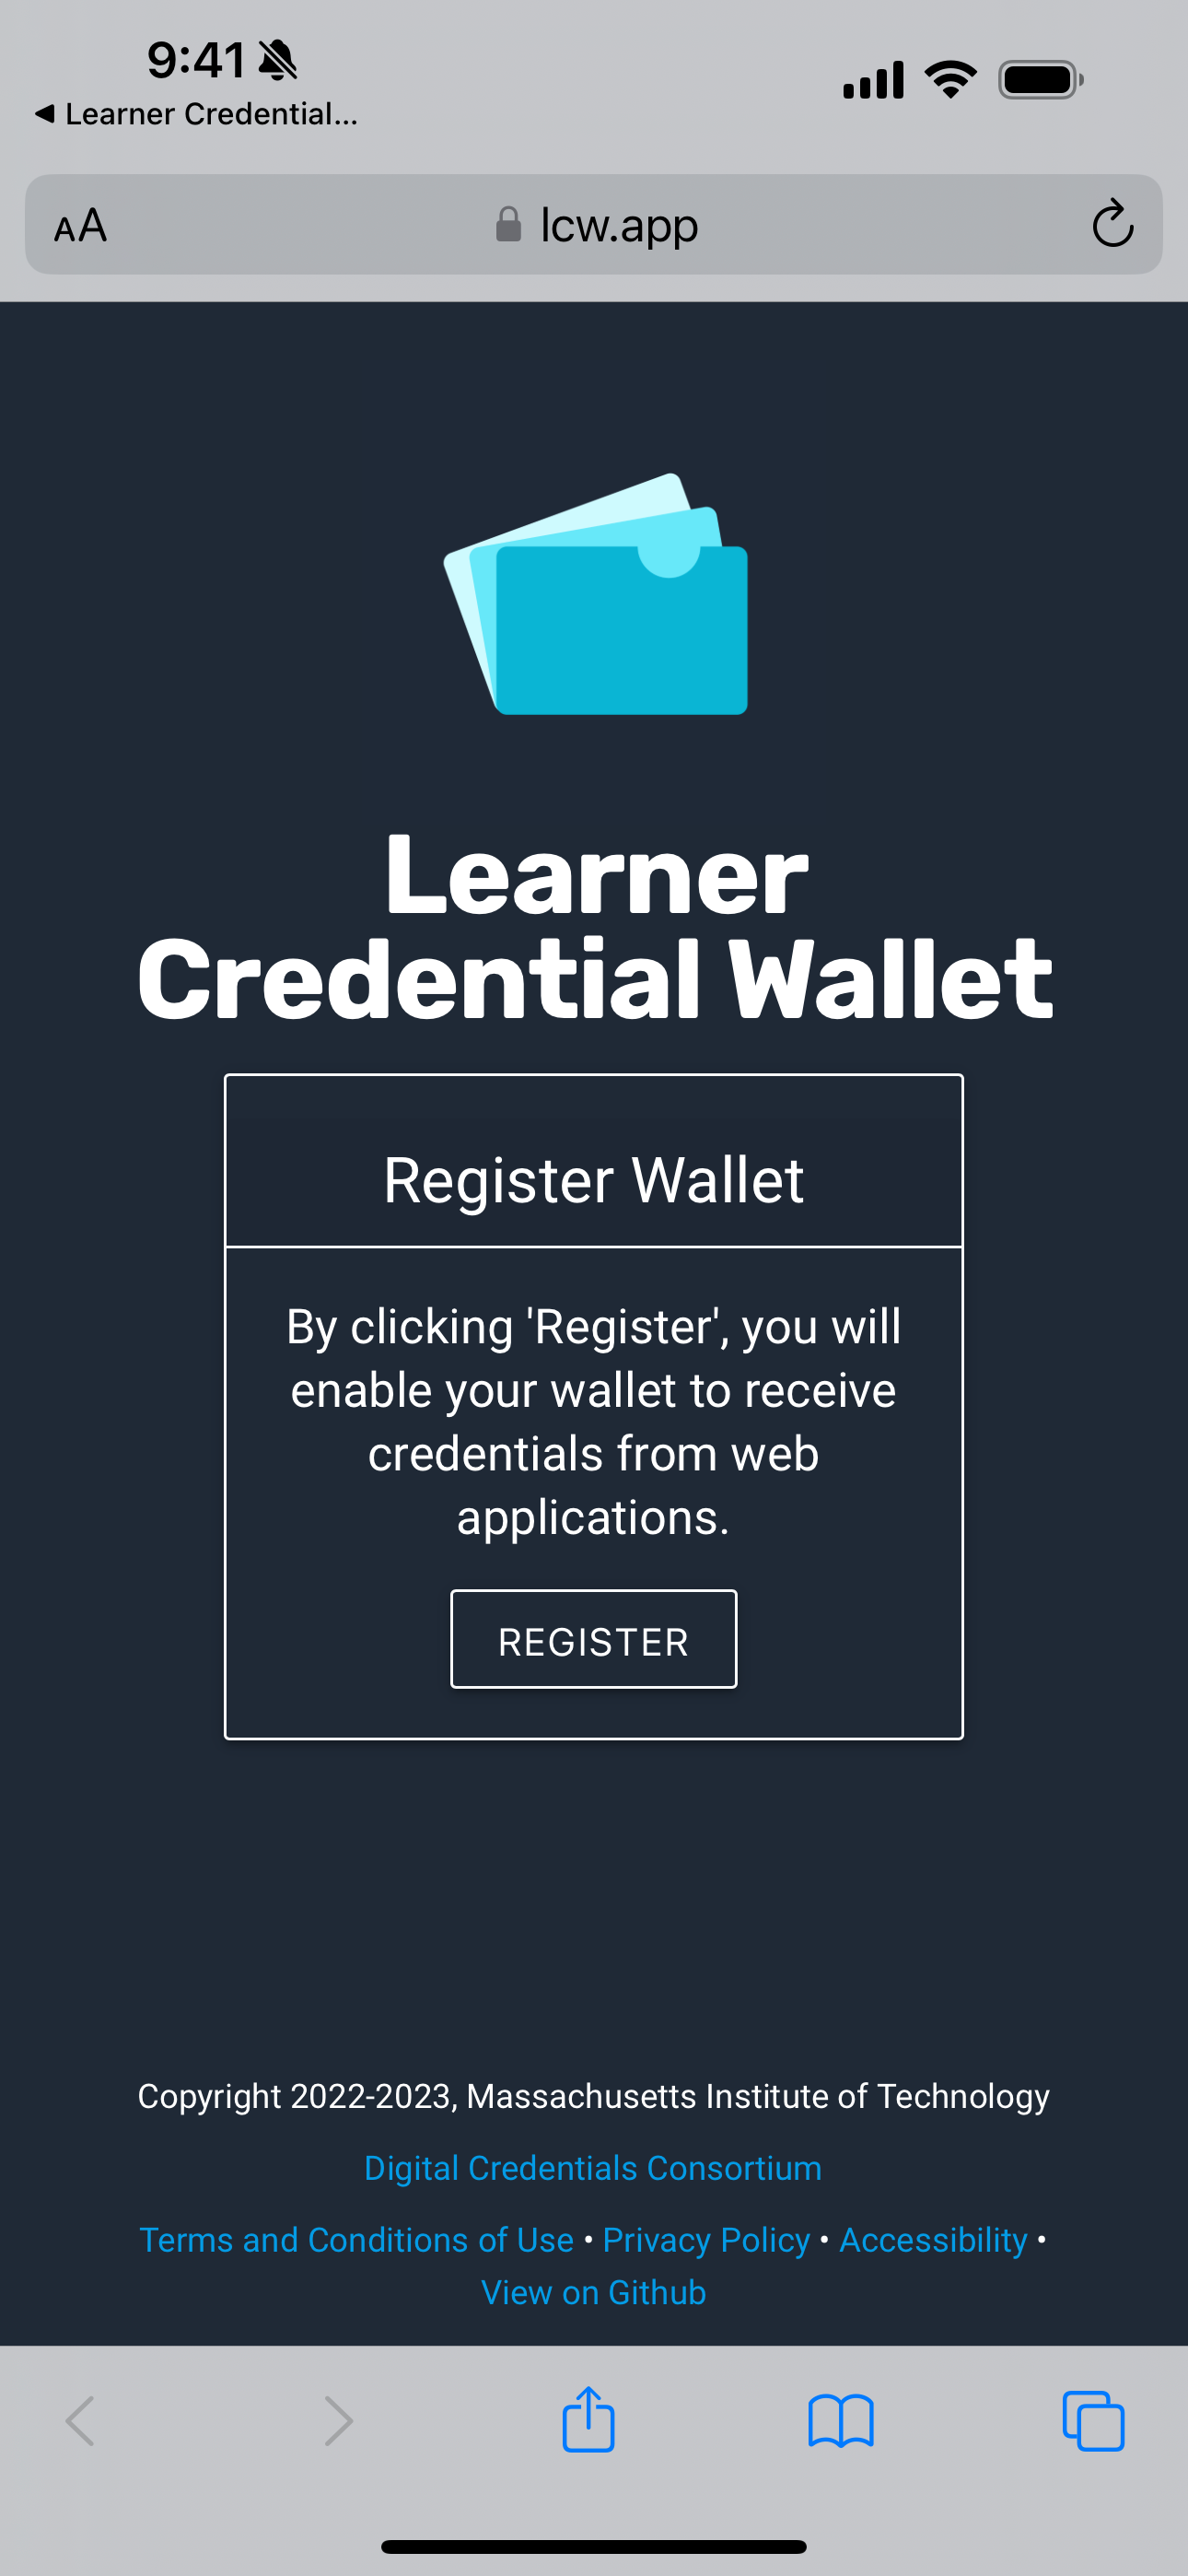 9:41
Learner Credential...
AA
lcw.app
Learner
Credential Wallet
Register Wallet
By clicking 'Register', you will
enable your wallet to receive
credentials from web
applications.
REGISTER
Copyright 2022-2023, Massachusetts Institute of Technology
Digital Credentials Consortium
Terms and Conditions of Use • Privacy Policy • Accessibility •
View on Github